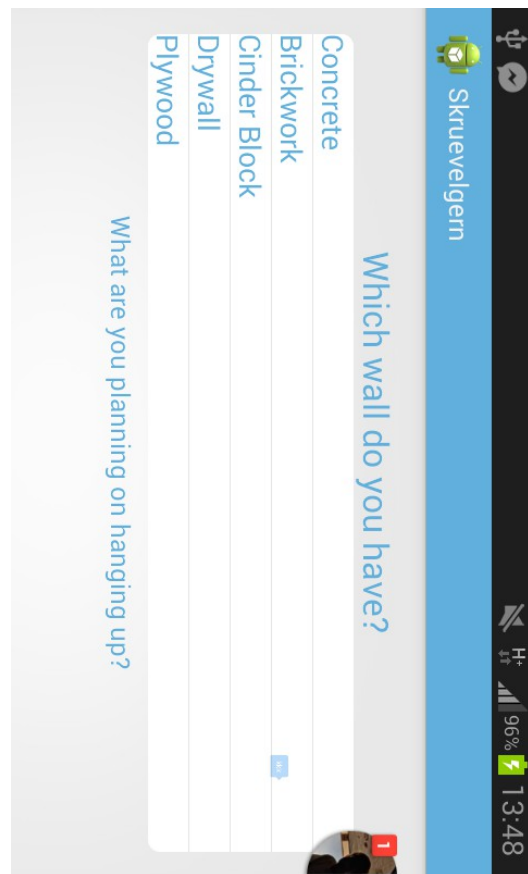 H+ 96% 13:48
Skruevelgern
Which wall do you have?
Concrete
Brickwork
Cinder Block
Drywall
Plywood
What are you planning on hanging up?
1